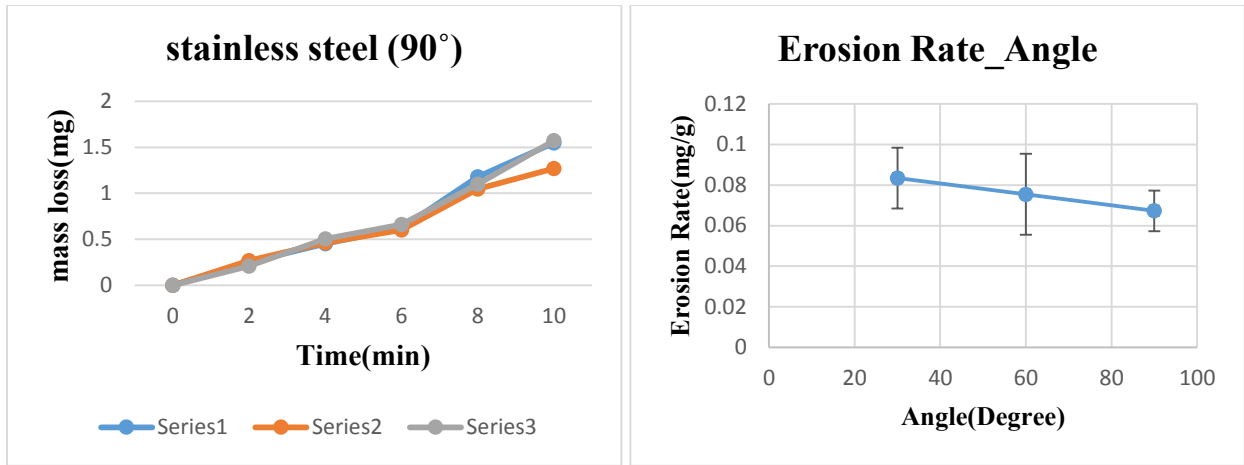 stainless steel (90˚)
mass loss(mg)
2
1.5
1
0.5
0
0 2 4 6 8 10
Time(min)
Series1 Series2 Series3
Erosion Rate_Angle
Erosion Rate(mg/g)
0.12
0.1
0.08
0.06
0.04
0.02
0
0 20 40 60 80 100
Angle(Degree)